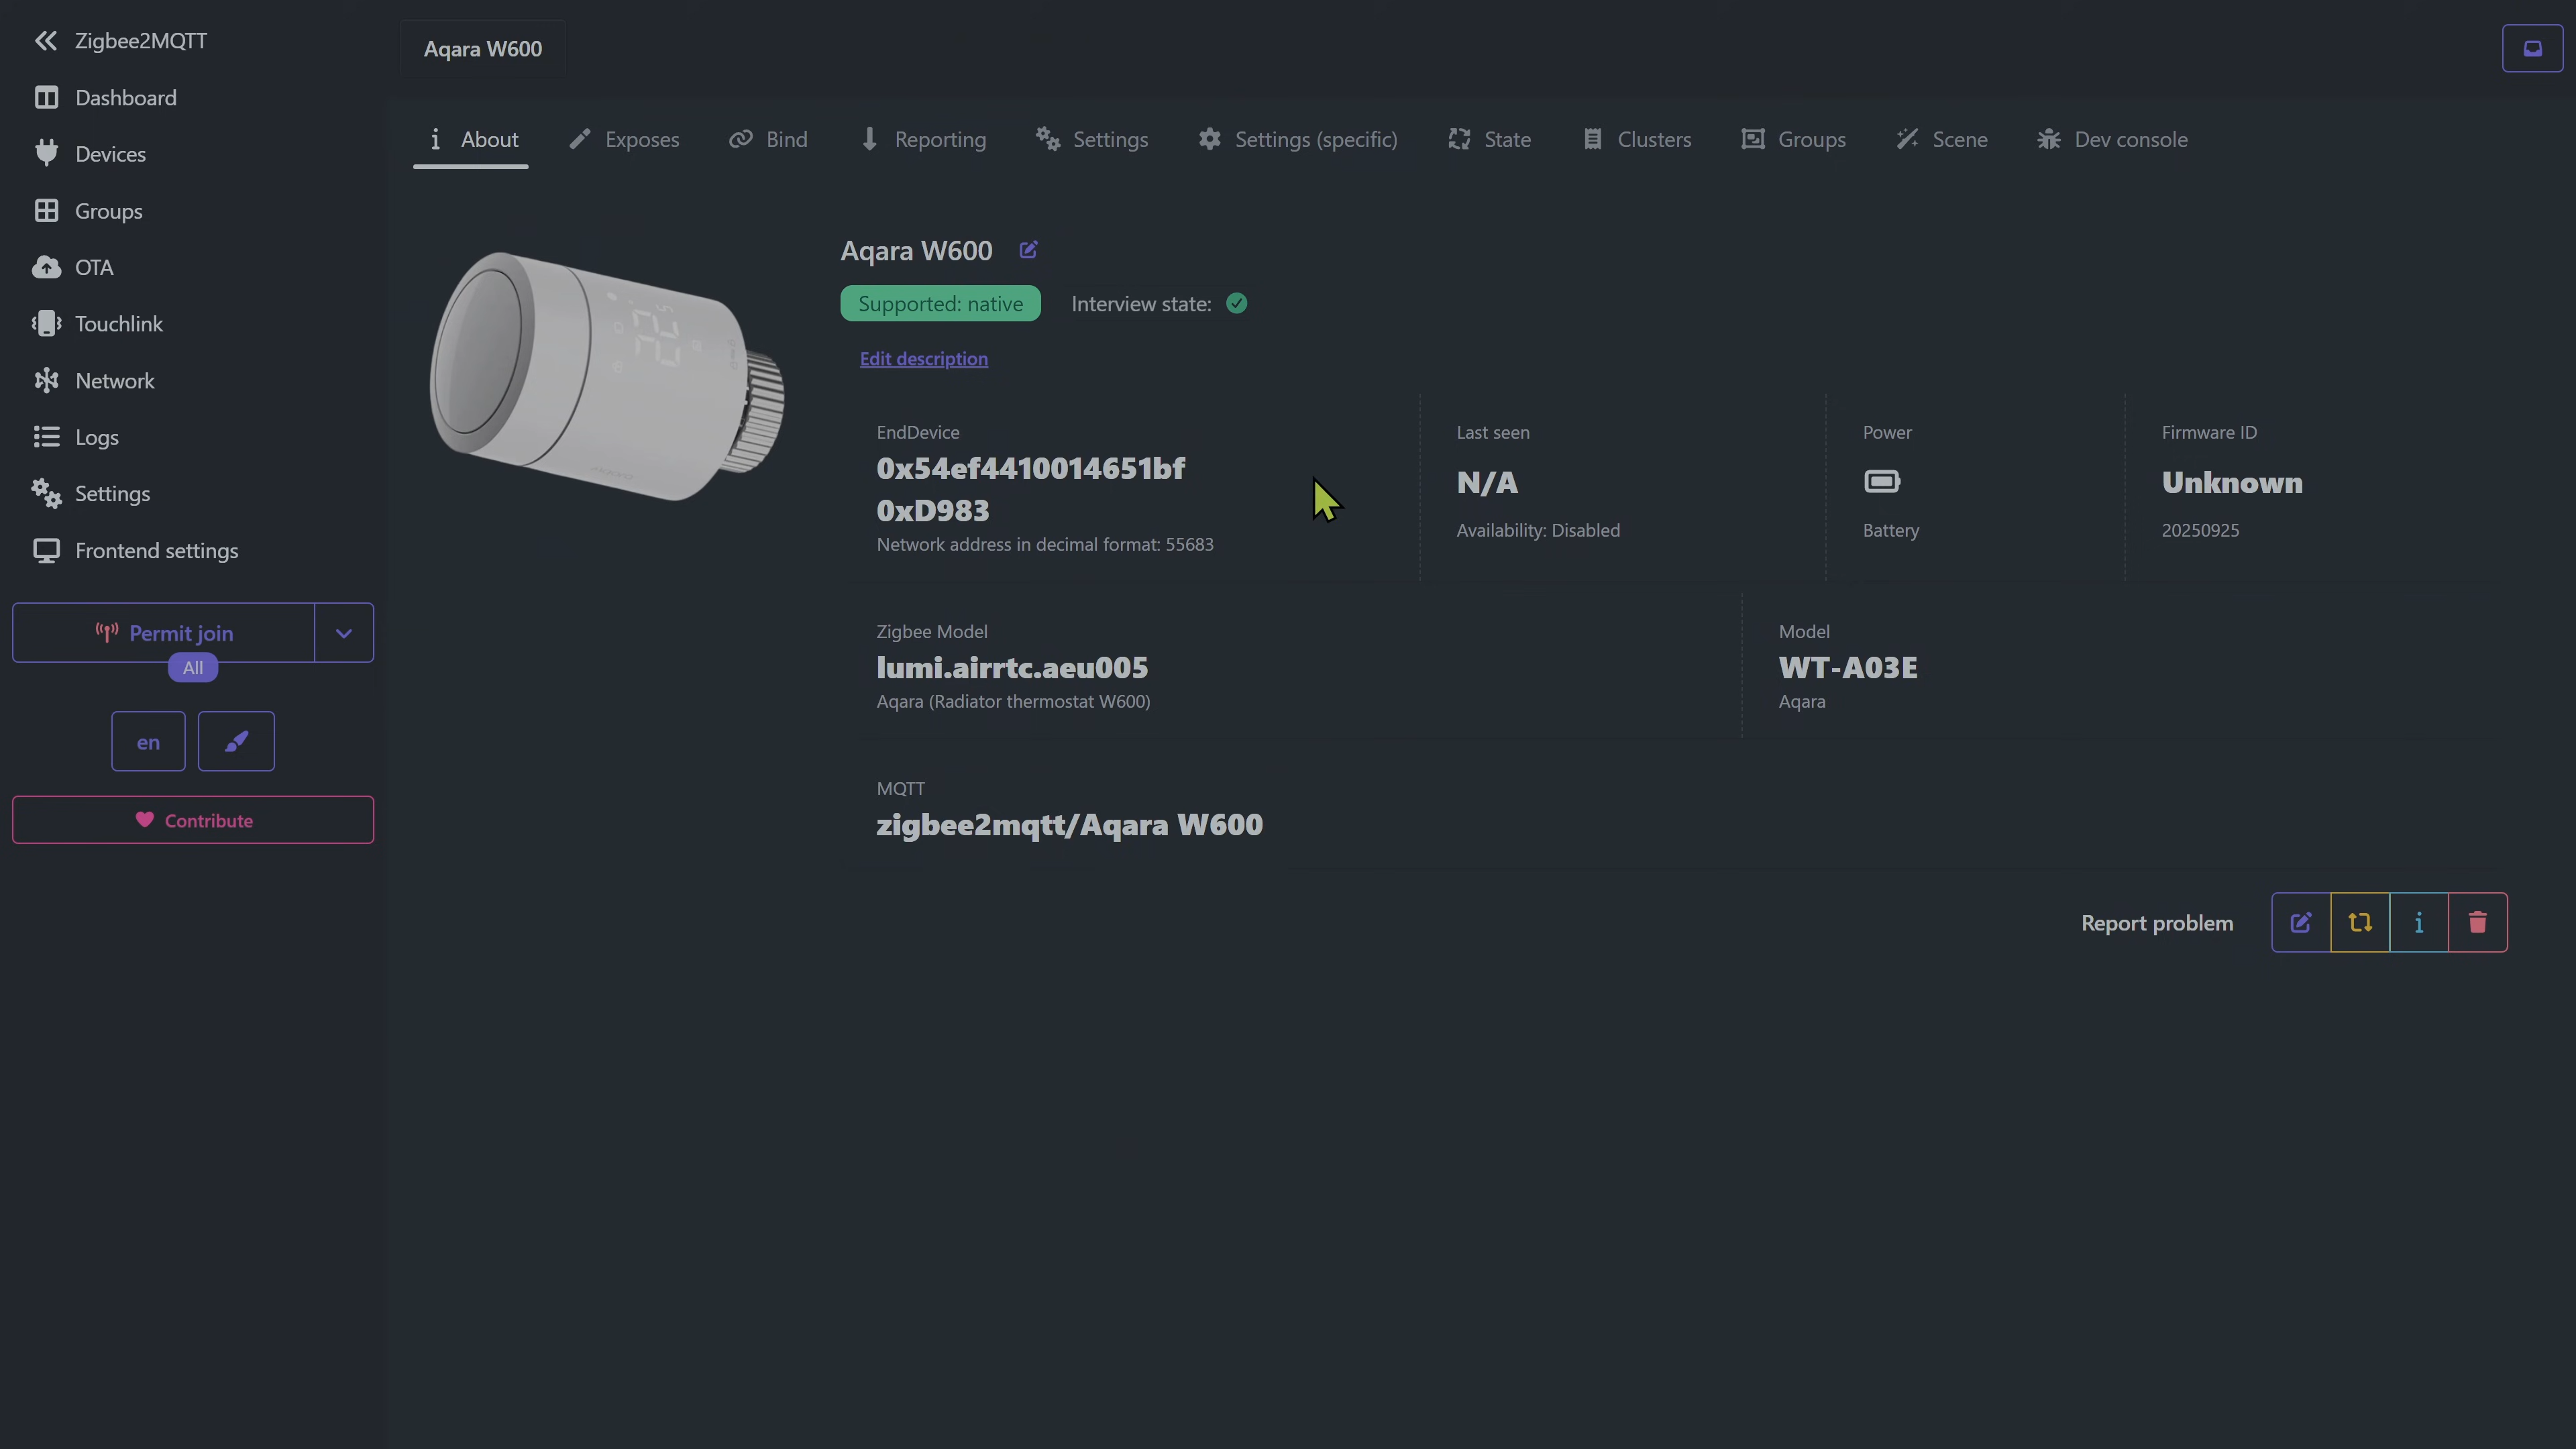 Zigbee2MQTT
Dashboard
Devices
Groups
OTA
Touchlink
Network
Logs
Settings
Frontend settings
Permit join
All
en
Contribute
Aqara W600
About
Exposes
Bind
Reporting
Settings
Settings (specific)
State
Clusters
Groups
Scene
Dev console
Aqara W600
Supported: native
Interview state:
Edit description
EndDevice
0x54ef4410014651bf
0xD983
Network address in decimal format: 55683
Last seen
N/A
Availability: Disabled
Power
Battery
Firmware ID
Unknown
20250925
Zigbee Model
lumi.airrtc.aeu005
Aqara (Radiator thermostat W600)
Model
WT-A03E
Aqara
MQTT
zigbee2mqtt/Aqara W600
Report problem